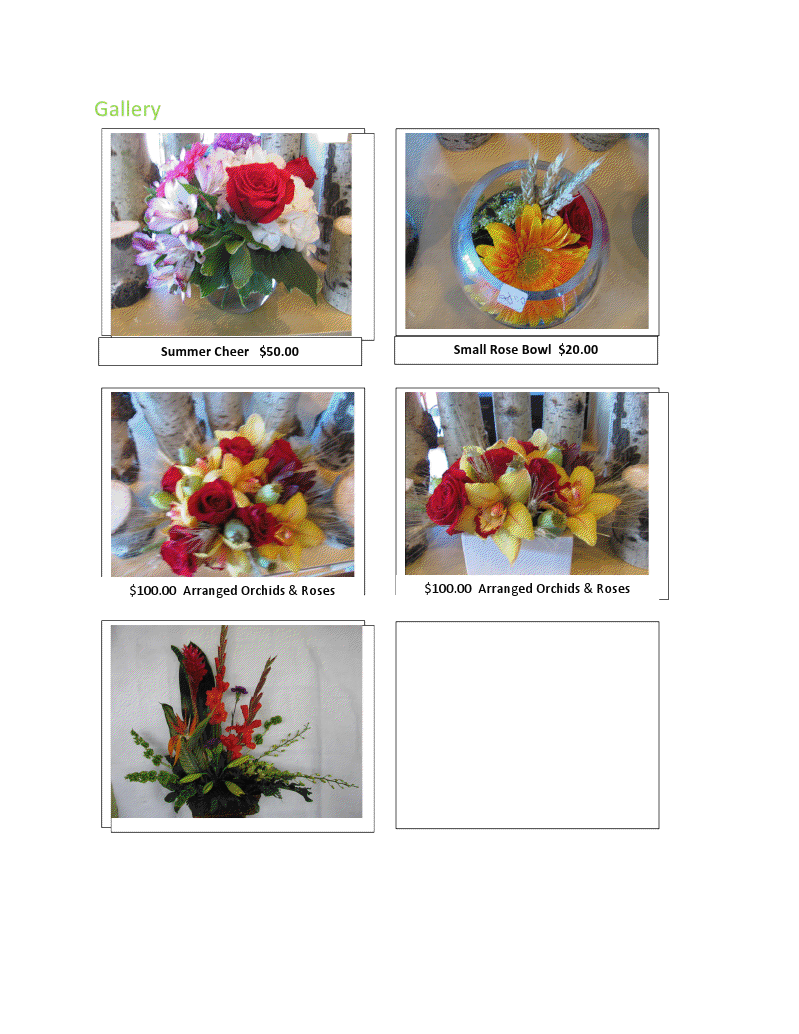 Gallery
Summer Cheer $50.00
Small Rose Bowl $20.00
$100.00 Arranged Orchids & Roses
$100.00 Arranged Orchids & Roses